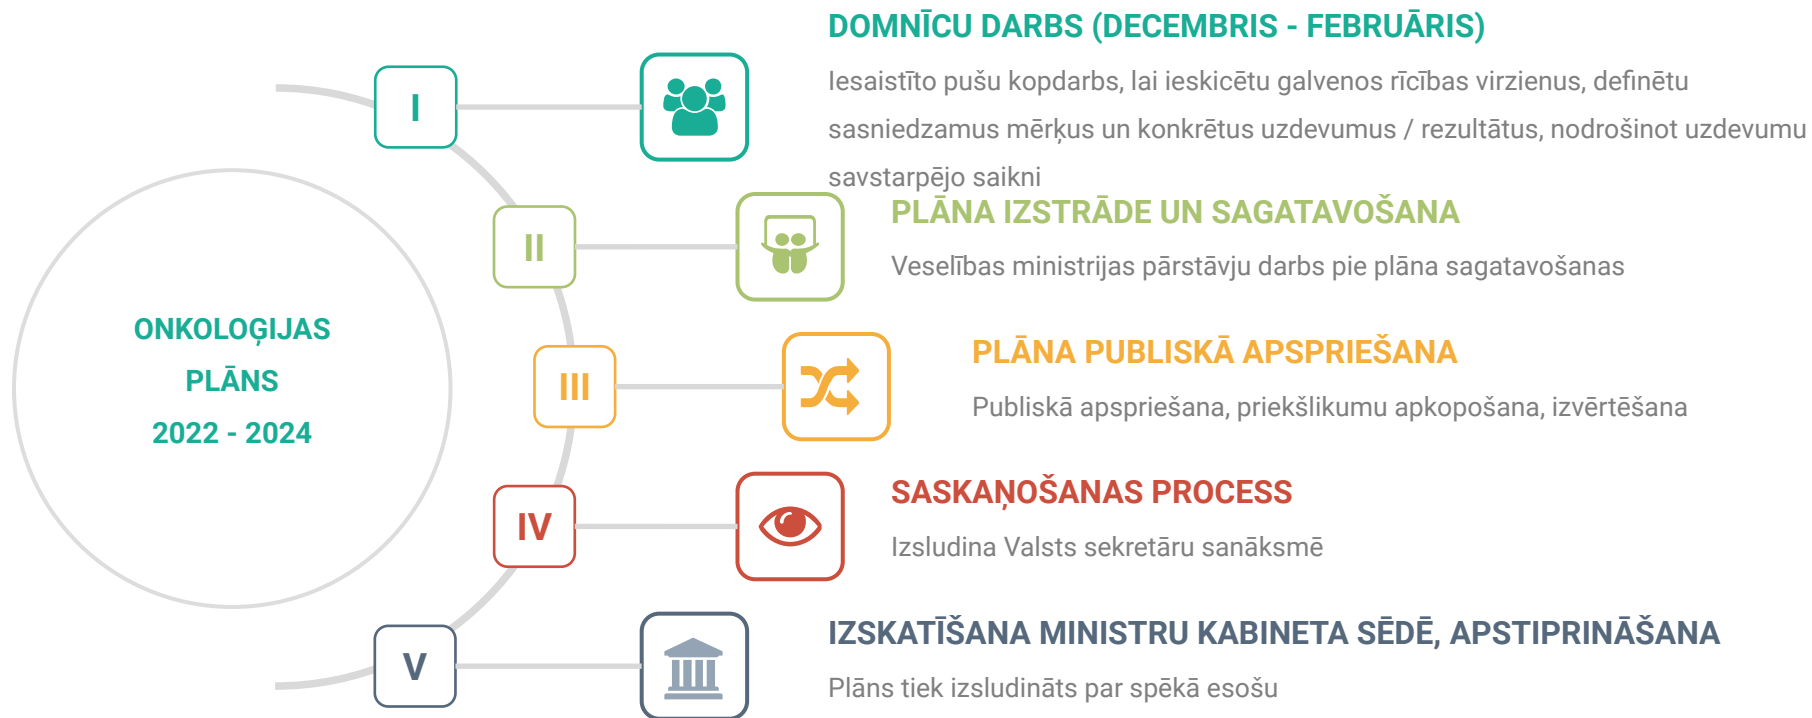 ONKOLOĢIJAS
PLĀNS
2022 - 2024
I
DOMNĪCU DARBS (DECEMBRIS - FEBRUĀRIS)
Iesaistīto pušu kopdarbs, lai ieskicētu galvenos rīcības virzienus, definētu
sasniedzamus mērķus un konkrētus uzdevumus / rezultātus, nodrošinot uzdevumu
savstarpējo saikni
II
PLĀNA IZSTRĀDE UN SAGATAVOŠANA
Veselības ministrijas pārstāvju darbs pie plāna sagatavošanas
III
PLĀNA PUBLISKĀ APSPRIEŠANA
Publiskā apspriešana, priekšlikumu apkopošana, izvērtēšana
IV
SASKAŅOŠANAS PROCESS
Izsludina Valsts sekretāru sanāksmē
V
IZSKATĪŠANA MINISTRU KABINETA SĒDĒ, APSTIPRINĀŠANA
Plāns tiek izsludināts par spēkā esošu